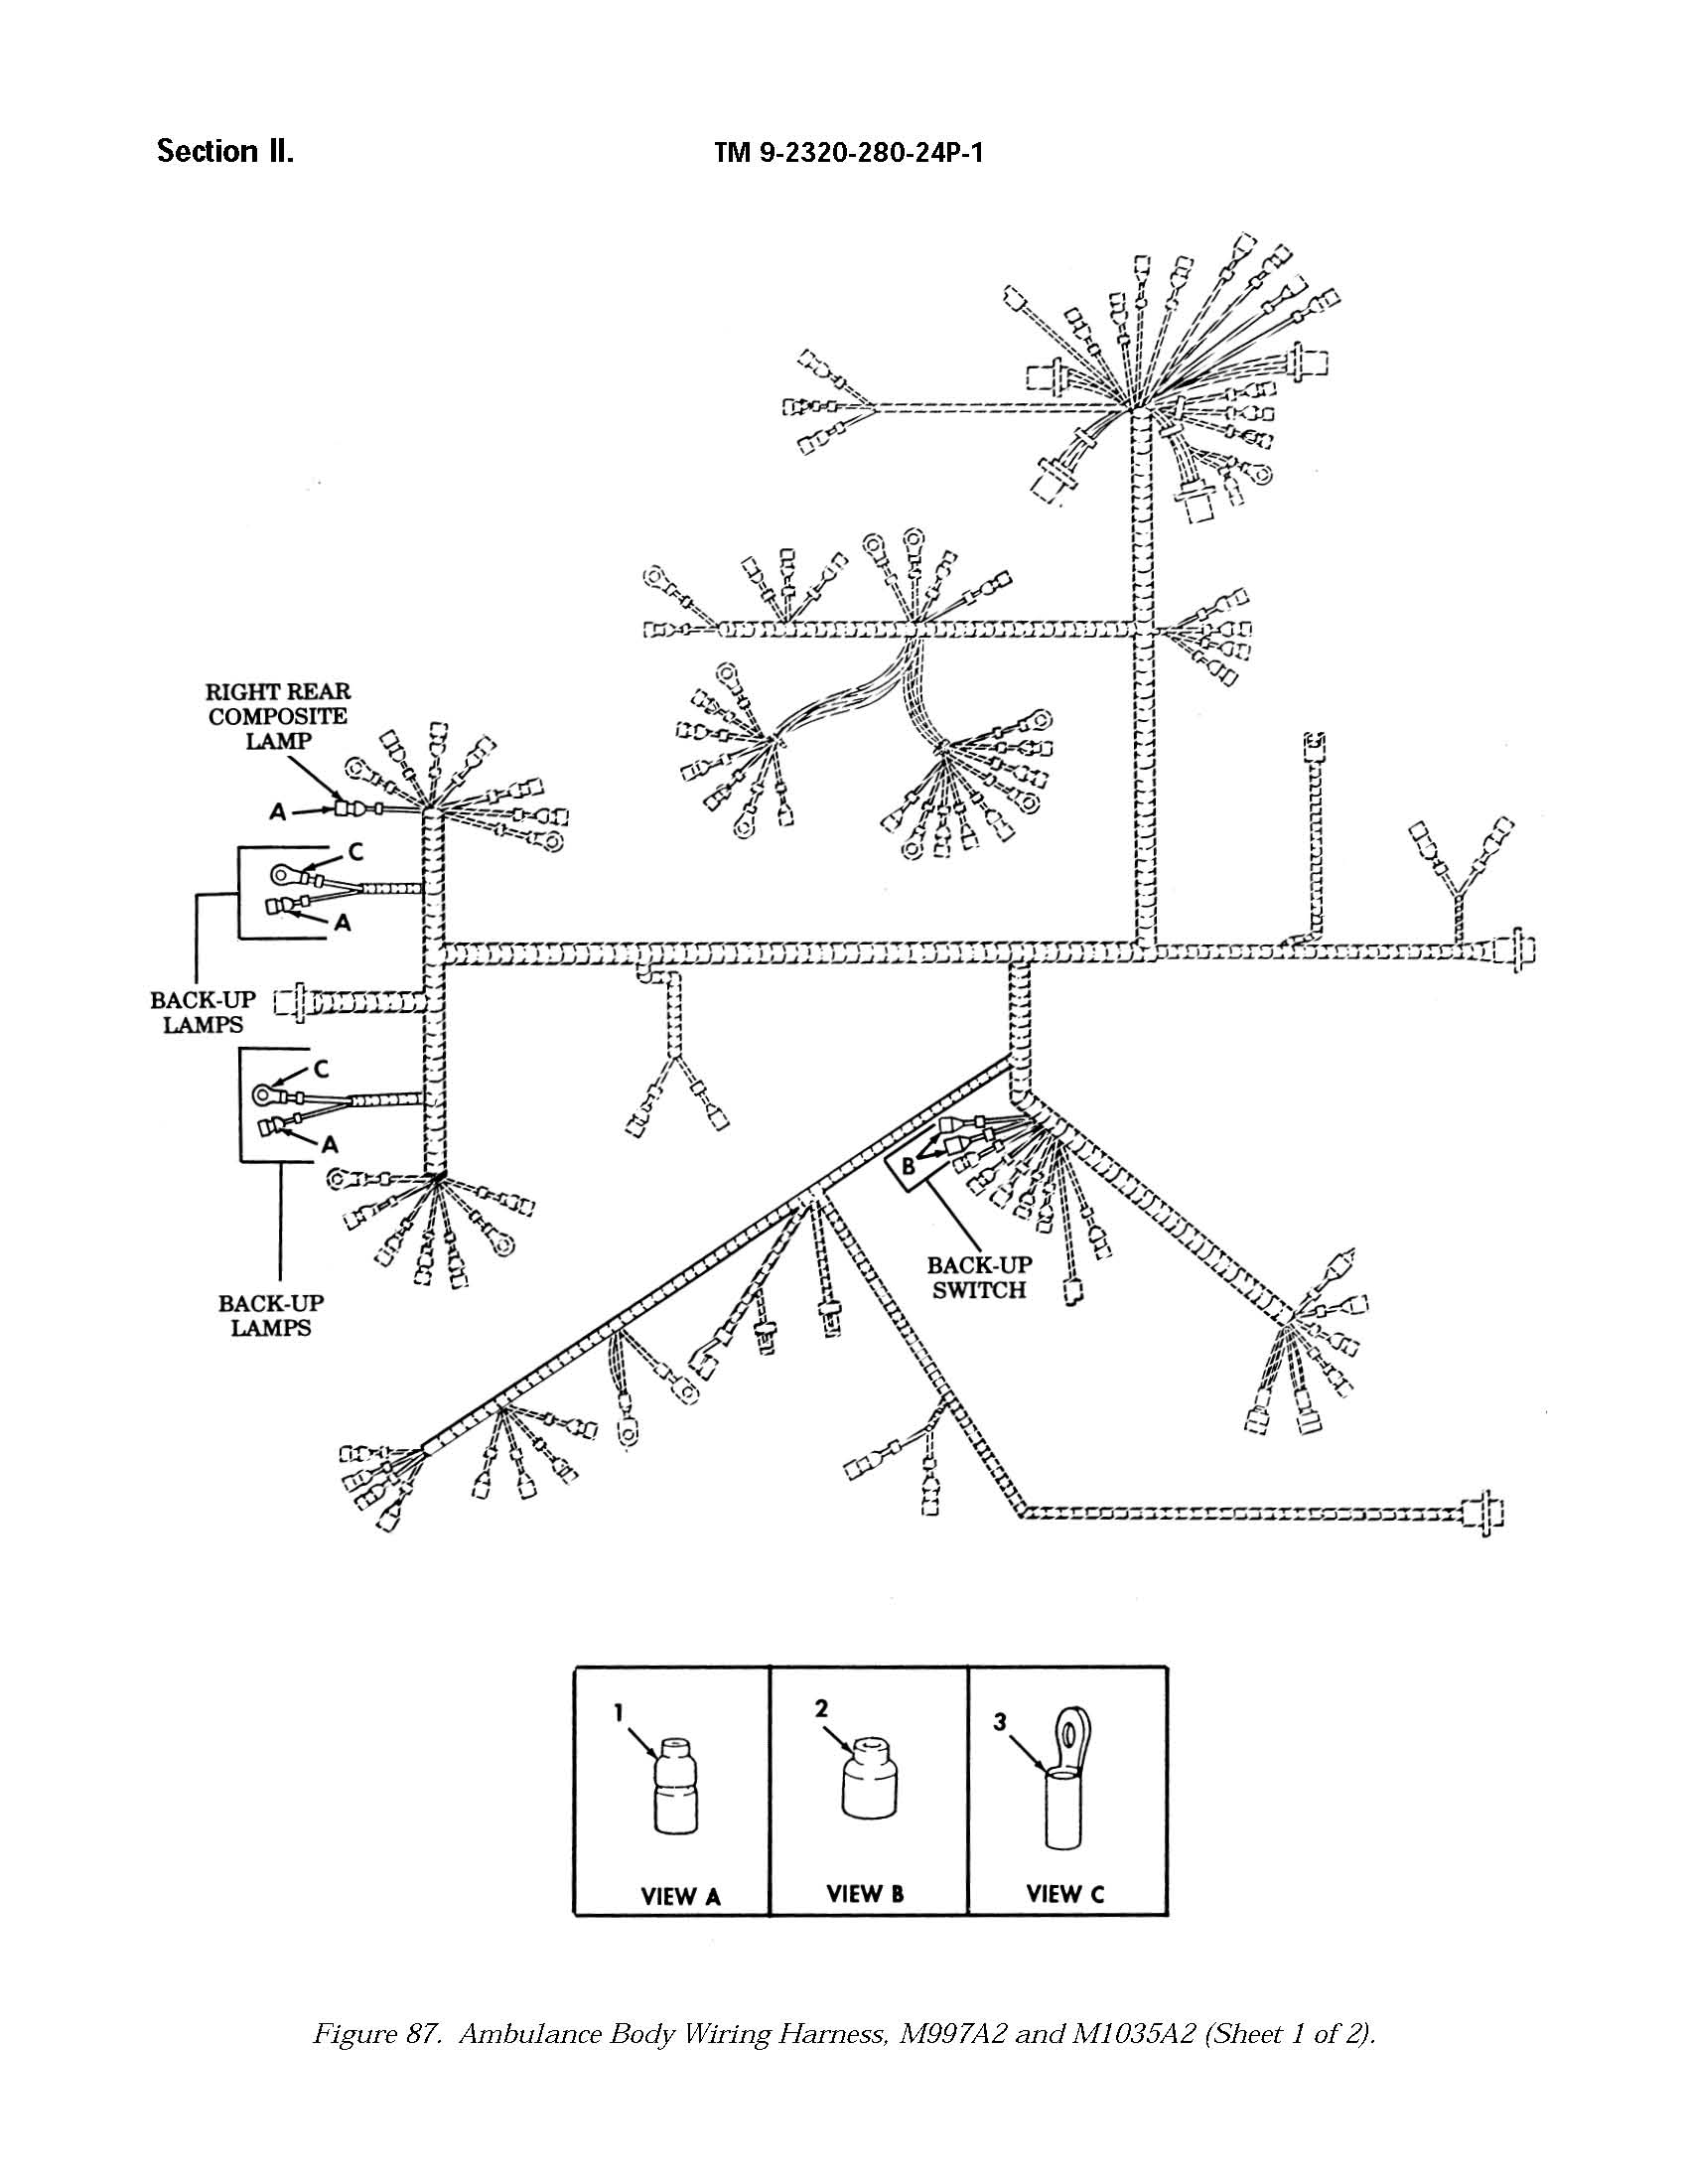 Section II.
TM 9-2320-280-24P-1
RIGHT REAR
COMPOSITE
LAMP
A
C
A
BACK-UP
LAMPS
C
A
BACK-UP
LAMPS
B
BACK-UP
SWITCH
1
VIEW A
2
VIEW B
3
VIEW C
Figure 87. Ambulance Body Wiring Harness, M997A2 and M1035A2 (Sheet 1 of 2).